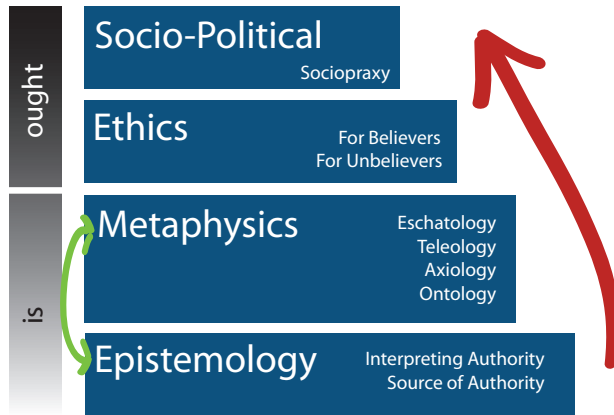 ought
Socio-Political
Sociopraxy
Ethics
For Believers
For Unbelievers
is
Metaphysics
Eschatology
Teleology
Axiology
Ontology
Epistemology
Interpreting Authority
Source of Authority